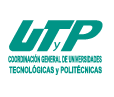 UTyP
COORDINACIÓN GENERAL DE UNIVERSIDADES
TECNOLÓGICAS y POLITÉCNICAS